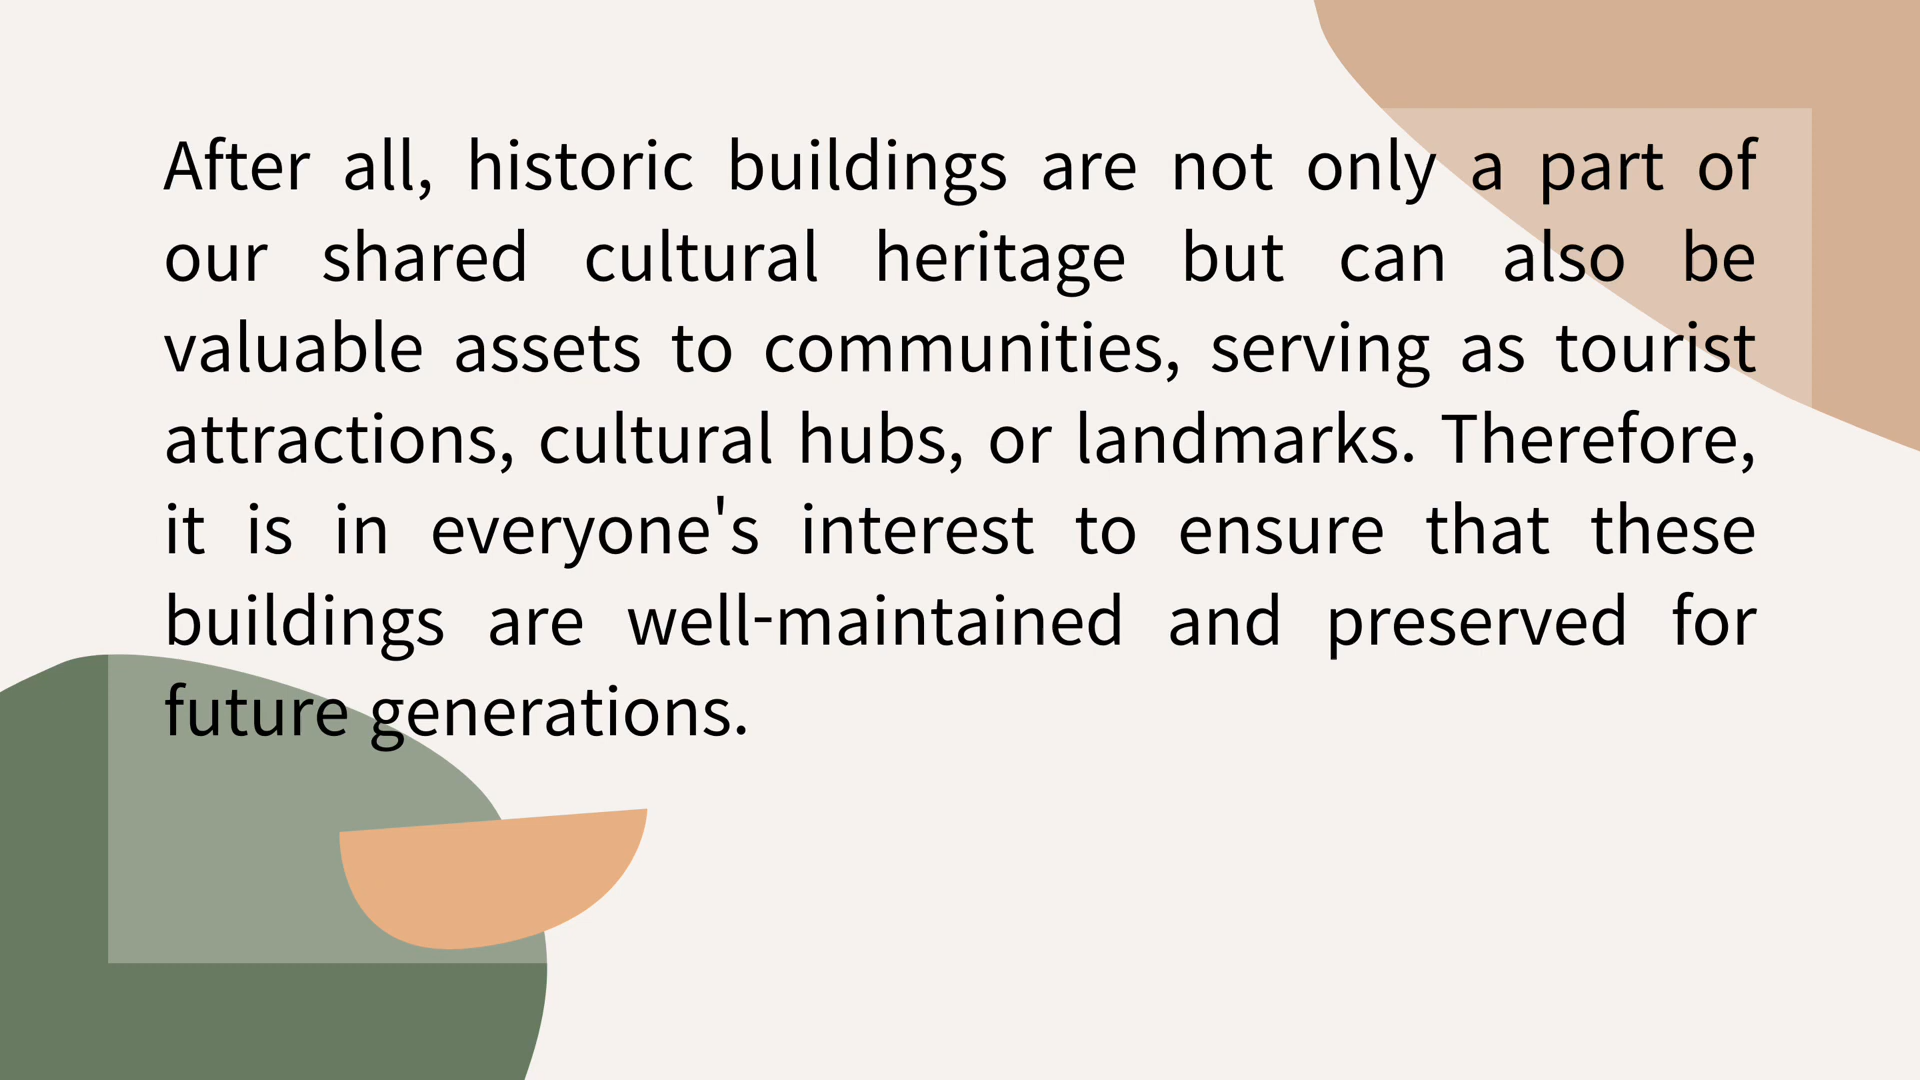 After all, historic buildings are not only a part of
our shared cultural heritage but can also be
valuable assets to communities, serving as tourist
attractions, cultural hubs, or landmarks. Therefore,
it is in everyone's interest to ensure that these
buildings are well-maintained and preserved for
future generations.